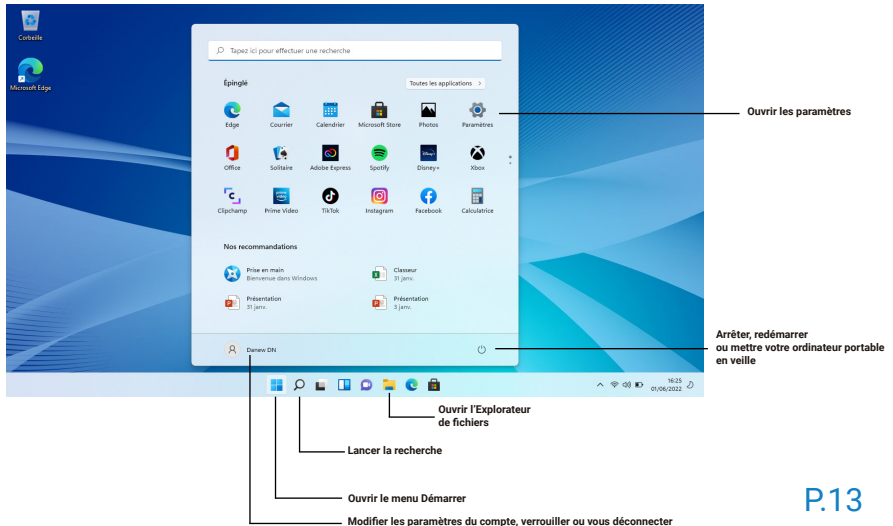 Corbeille
Microsoft Edge
Tapez ici pour effectuer une recherche
Épinglé
Toutes les applications >
Edge
Courrier
Calendrier
Microsoft Store
Photos
Paramètres
Office
Solitaire
Adobe Express
Spotify
Disney+
Xbox
Clipchamp
Prime Video
TikTok
Instagram
Facebook
Calculatrice
Nos recommandations
Prise en main
Bienvenue dans Windows
Classeur
31 janv.
Présentation
31 janv.
Présentation
3 janv.
Danew DN
16:25
01/06/2022
Ouvrir les paramètres
Arrêter, redémarrer
ou mettre votre ordinateur portable
en veille
Ouvrir l'Explorateur
de fichiers
Lancer la recherche
Ouvrir le menu Démarrer
Modifier les paramètres du compte, verrouiller ou vous déconnecter
P.13